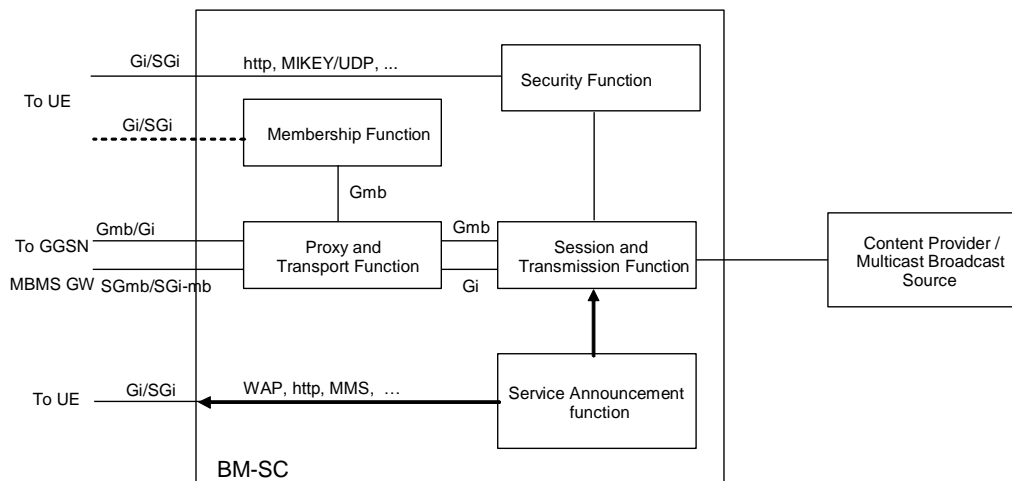 Gi/SGi
http, MIKEY/UDP, ...
Security Function
To UE
Gi/SGi
Membership Function
Gmb
Gmb/Gi
Gmb
To GGSN
Proxy and
Transport Function
Session and
Transmission Function
Content Provider /
Multicast Broadcast
Source
MBMS GW
SGmb/SGi-mb
Gi
Gi/SGi
WAP, http, MMS, ...
To UE
Service Announcement
function
BM-SC